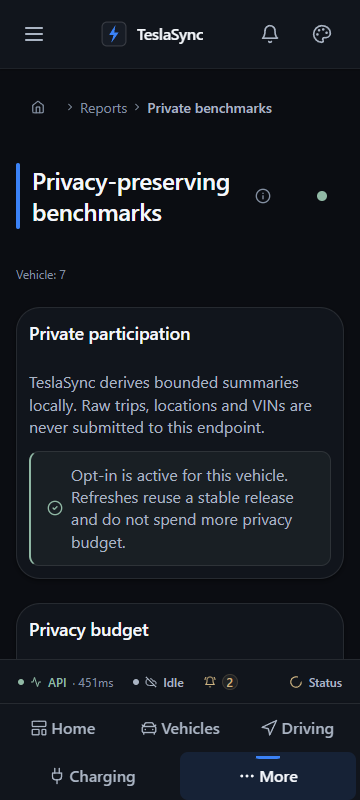 TeslaSync
Reports Private benchmarks
Privacy-preserving
benchmarks
Vehicle: 7
Private participation
TeslaSync derives bounded summaries
locally. Raw trips, locations and VINs are
never submitted to this endpoint.
Opt-in is active for this vehicle.
Refreshes reuse a stable release
and do not spend more privacy
budget.
Privacy budget
API · 451ms Idle 2 Status
Home Vehicles Driving
Charging More